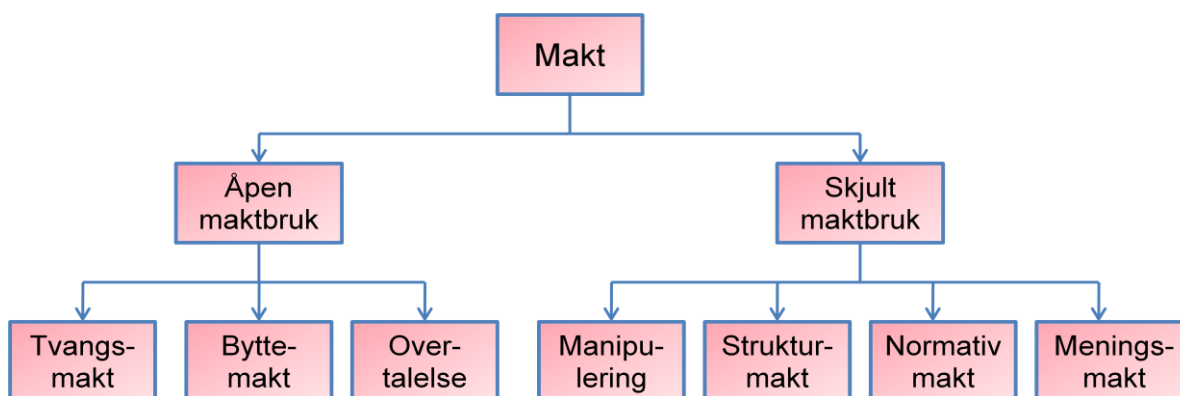 Makt
Åpen
maktbruk
Skjult
maktbruk
Tvangs-
makt
Bytte-
makt
Over-
talelse
Manipu-
lering
Struktur-
makt
Normativ
makt
Menings-
makt